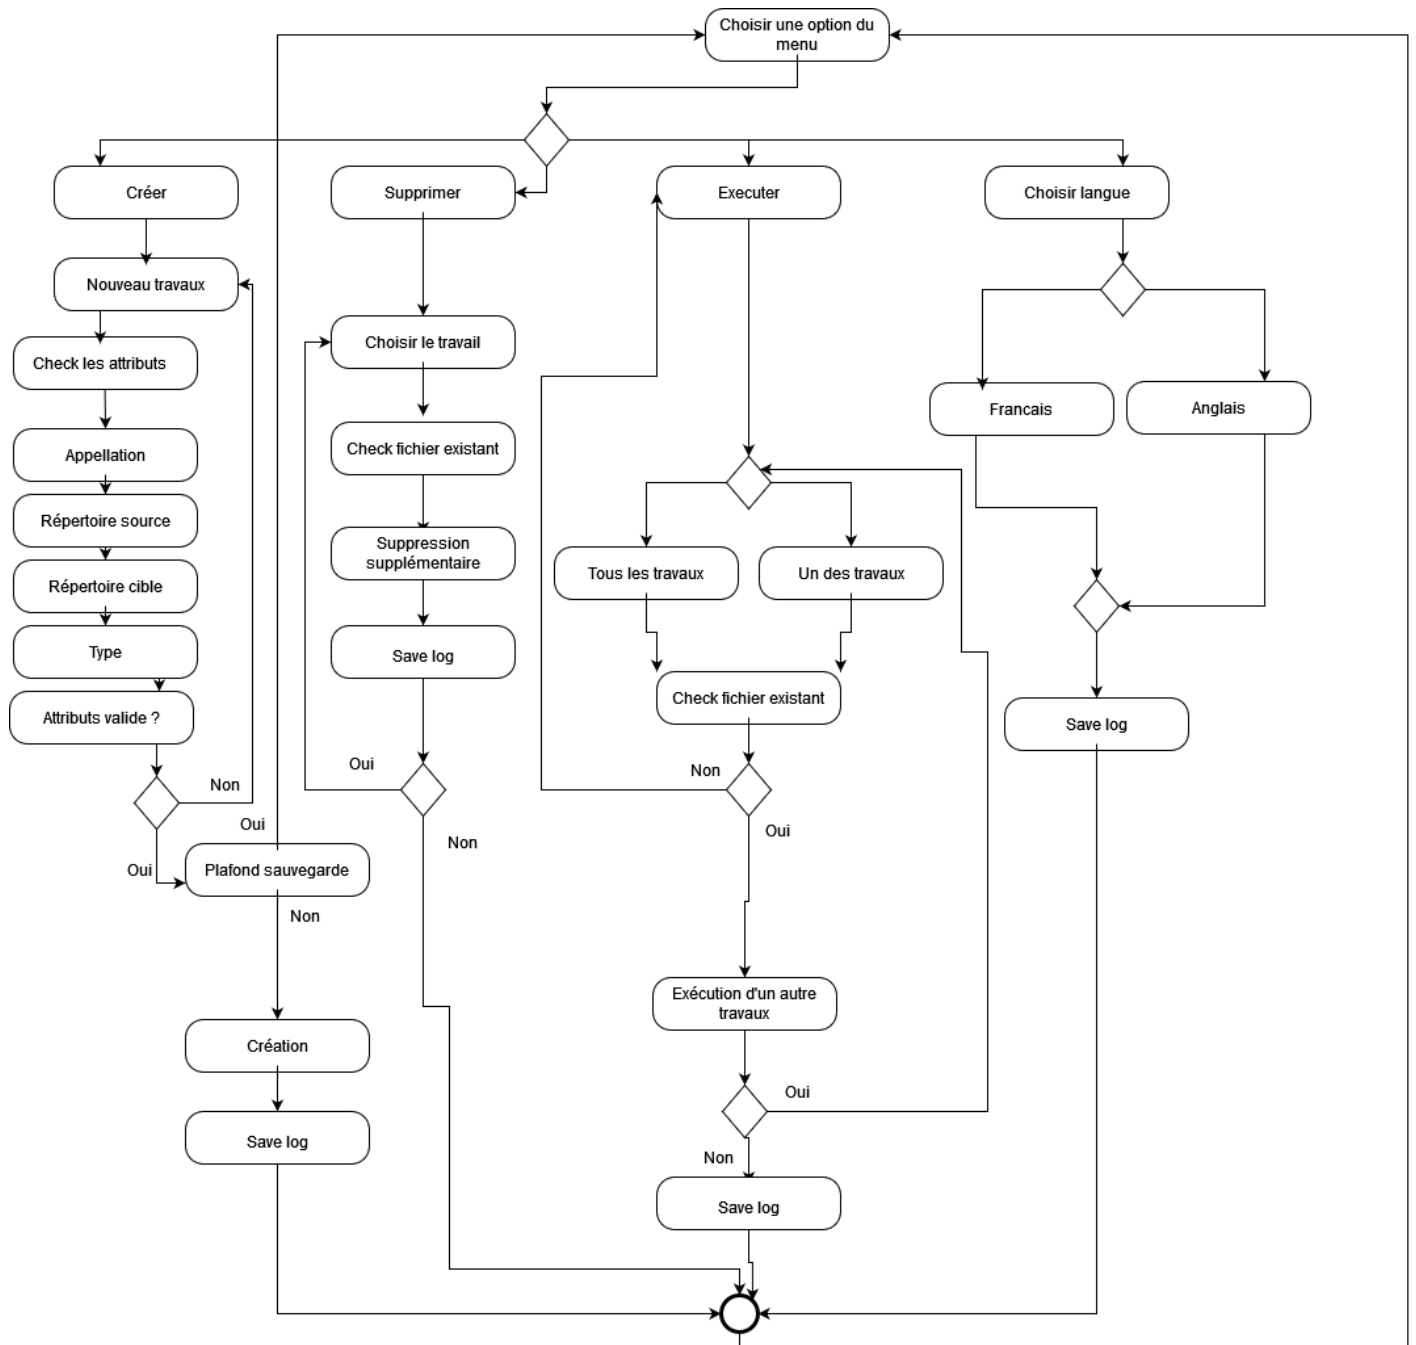 Choisir une option du
menu
Créer
Supprimer
Executer
Choisir langue
Nouveau travaux
Choisir le travail
Check les attributs
Francais
Anglais
Appellation
Check fichier existant
Répertoire source
Suppression
supplémentaire
Répertoire cible
Tous les travaux
Un des travaux
Type
Save log
Attributs valide ?
Check fichier existant
Save log
Oui
Non
Non
Oui
Oui
Non
Oui
Plafond sauvegarde
Non
Exécution d'un autre
travaux
Création
Oui
Save log
Non
Save log